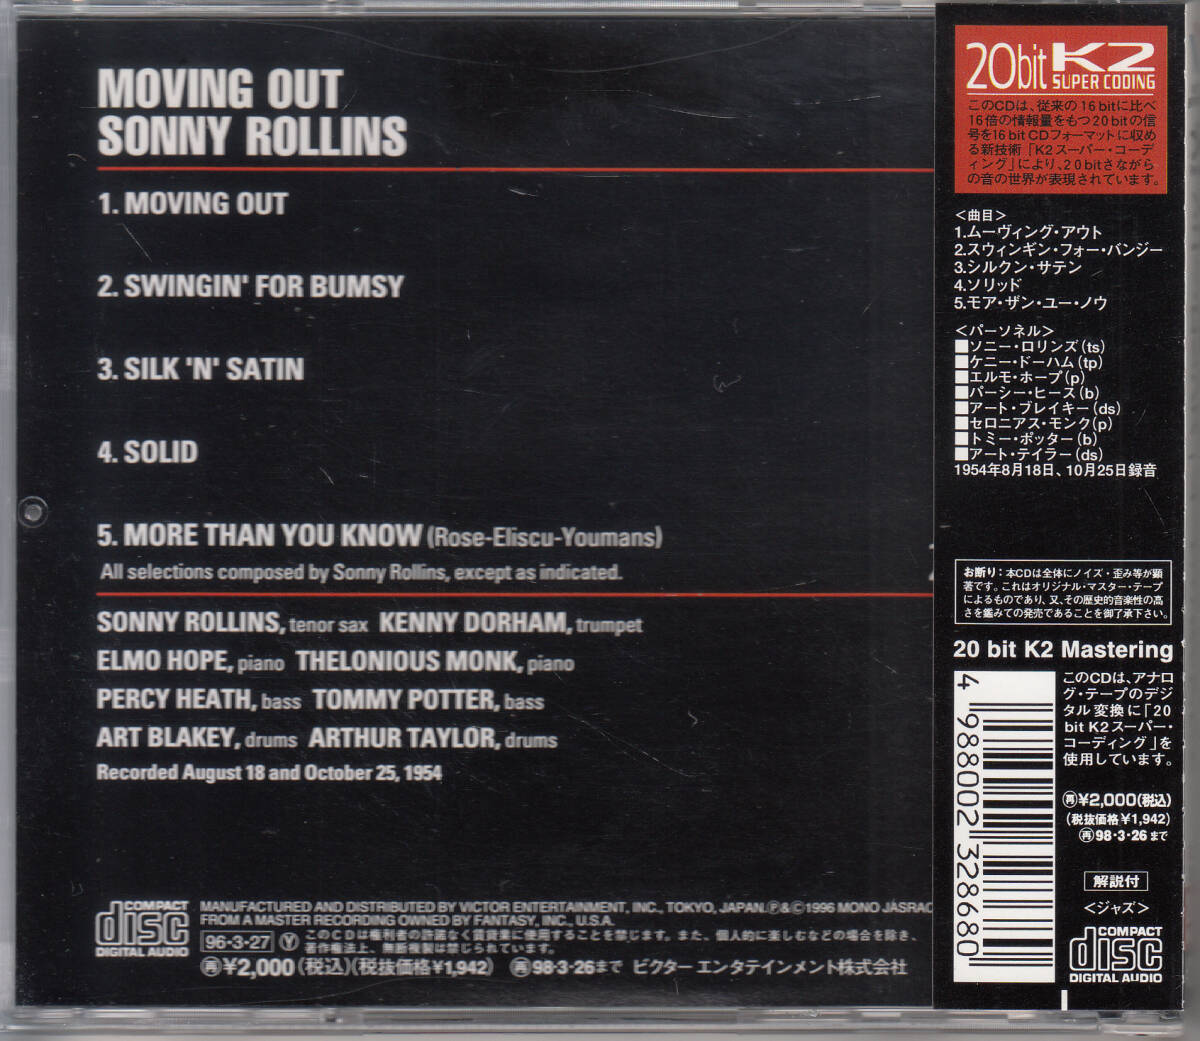 MOVING OUT
SONNY ROLLINS
1. MOVING OUT
2. SWINGIN' FOR BUMSY
3. SILK 'N' SATIN
4. SOLID
5. MORE THAN YOU KNOW (Rose-Eliscu-Youmans)
All selections composed by Sonny Rollins, except as indicated.
SONNY ROLLINS, tenor sax KENNY DORHAM, trumpet
ELMO HOPE, piano THELONIOUS MONK, piano
PERCY HEATH, bass TOMMY POTTER, bass
ART BLAKEY, drums ARTHUR TAYLOR, drums
Recorded August 18 and October 25, 1954
COMPACT
disc
DIGITAL AUDIO
MANUFACTURED AND DISTRIBUTED BY VICTOR ENTERTAINMENT, INC., TOKYO, JAPAN.Ⓟ&©1996 MONO JASRAC
FROM A MASTER RECORDING OWNED BY FANTASY, INC., U.S.A.
96・3・27 Ⓨ このCDは権利者の許諾なく賃貸業に使用することを禁じます。また、個人的に楽しむなどの場合を除き、
著作権法上、無断複製は禁じられています。
再¥2,000(税込)(税抜価格¥1,942) 再98・3・26まで ビクター エンタテインメント株式会社
20bit K2
SUPER CODING
このCDは、従来の16bitに比べ
16倍の情報量をもつ20bitの信
号を16bit CDフォーマットに収め
る新技術「K2スーパー・コーデ
ィング」により、20bitさながら
の音の世界が表現されています。
<曲目>
1.ムーヴィング・アウト
2.スウィンギン・フォー・バンジー
3.シルクン・サテン
4.ソリッド
5.モア・ザン・ユー・ノウ
<パーソネル>
■ソニー・ロリンズ(ts)
■ケニー・ドーハム(tp)
■エルモ・ホープ(p)
■パーシー・ヒース(b)
■アート・ブレイキー(ds)
■セロニアス・モンク(p)
■トミー・ポッター(b)
■アート・テイラー(ds)
1954年8月18日、10月25日録音
お断り:本CDは全体にノイズ・歪み等が顕
著です。これはオリジナル・マスター・テープ
によるものであり、又、その歴史的音楽性の高
さを鑑みての発売であることを御了承下さい。
20 bit K2 Mastering
このCDは、アナロ
グ・テープのデジ
タル変換に「20
bit K2スーパー・
コーディング」を
使用しています。
再¥2,000(税込)
(税抜価格¥1,942)
再98・3・26まで
解説付
<ジャズ>
COMPACT
disc
DIGITAL AUDIO
4 988002 328680